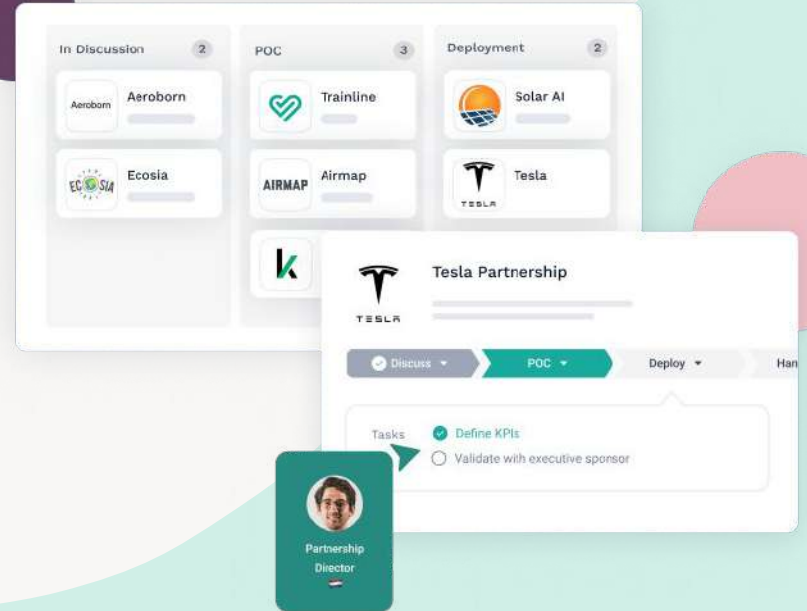 In Discussion 2
POC 3
Deployment 2
Aeroborn Aeroborn
Trainline
Solar AI
ECOSIA Ecosia
AIRMAP Airmap
TESLA Tesla
k
TESLA Tesla Partnership
Discuss POC Deploy Han
Tasks Define KPIs
Validate with executive sponsor
Partnership
Director